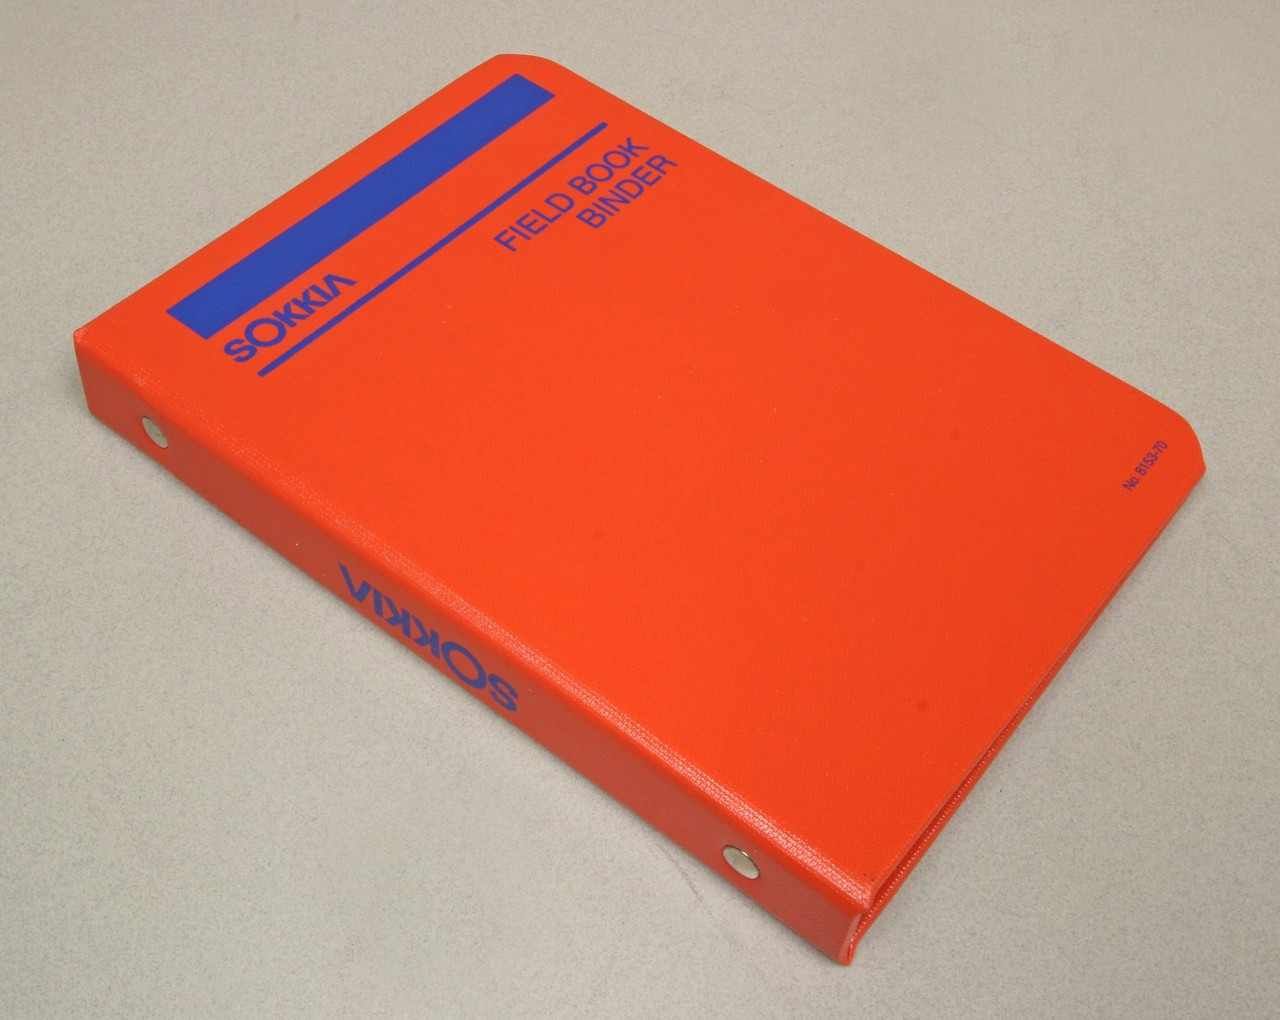 SOKKIA
FIELD BOOK
BINDER
No. 8153-70
SOKKIA